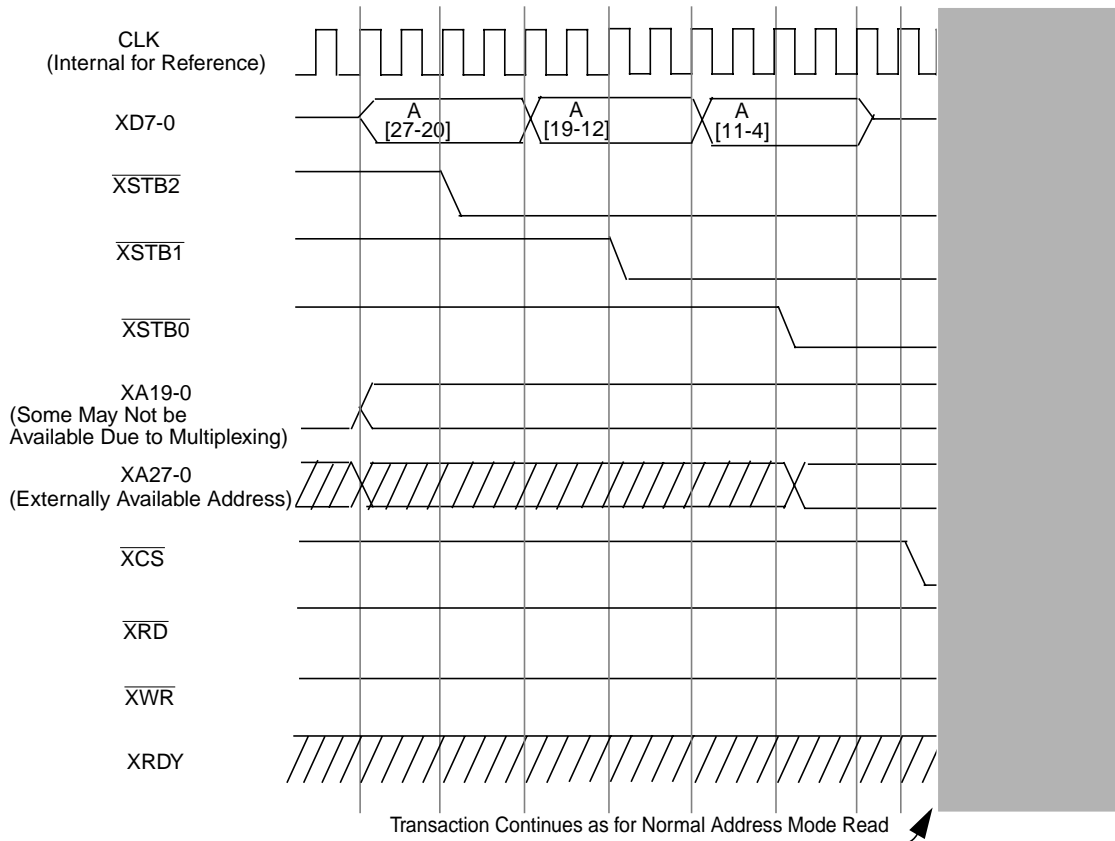 CLK
(Internal for Reference)
XD7-0
A
[27-20]
A
[19-12]
A
[11-4]
XSTB2
XSTB1
XSTB0
XA19-0
(Some May Not be
Available Due to Multiplexing)
XA27-0
(Externally Available Address)
XCS
XRD
XWR
XRDY
Transaction Continues as for Normal Address Mode Read